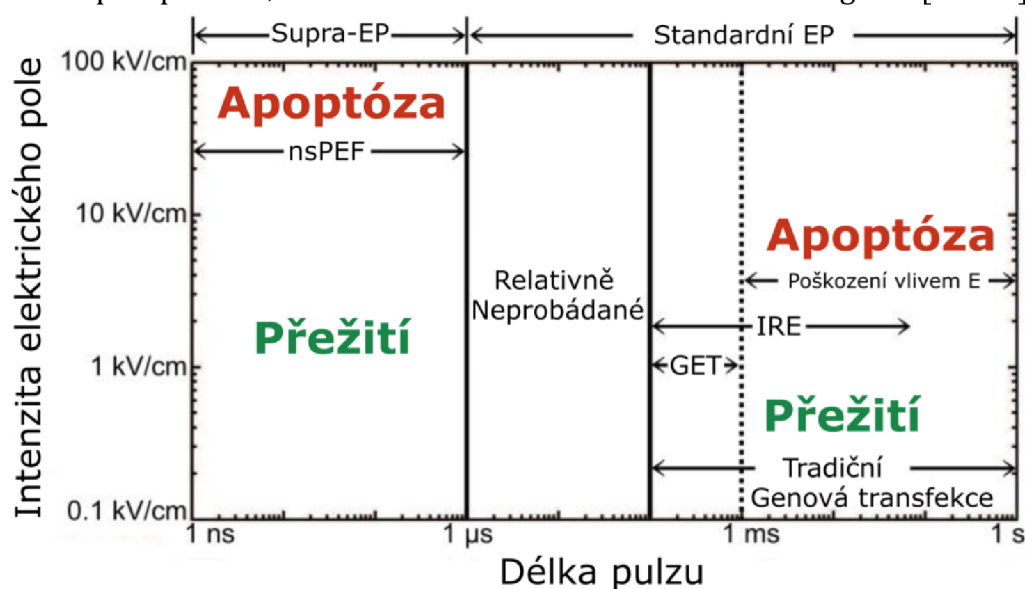 Supra-EP
Standardní EP
100 kV/cm
Apoptóza
nsPEF
10 kV/cm
Apoptóza
Poškození vlivem E
Relativně
Neprobádané
IRE
Přežití
1 kV/cm
GET
Přežití
Tradiční
Genová transfekce
0.1 kV/cm
1 ns
1 μs
1 ms
1 s
Délka pulzu
Intenzita elektrického pole